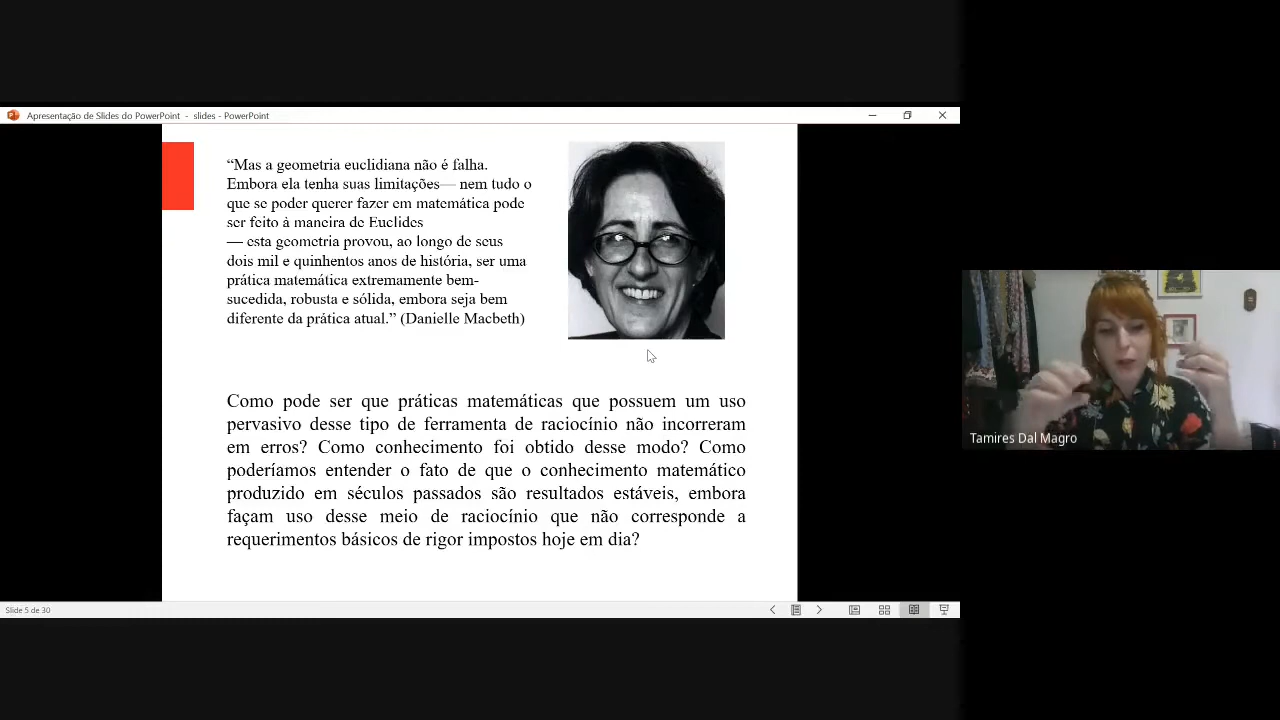 Apresentação de Slides do PowerPoint - slides - PowerPoint
“Mas a geometria euclidiana não é falha.
Embora ela tenha suas limitações— nem tudo o
que se poder querer fazer em matemática pode
ser feito à maneira de Euclides
— esta geometria provou, ao longo de seus
dois mil e quinhentos anos de história, ser uma
prática matemática extremamente bem-
sucedida, robusta e sólida, embora seja bem
diferente da prática atual.” (Danielle Macbeth)
Como pode ser que práticas matemáticas que possuem um uso
pervasivo desse tipo de ferramenta de raciocínio não incorreram
em erros? Como conhecimento foi obtido desse modo? Como
poderíamos entender o fato de que o conhecimento matemático
produzido em séculos passados são resultados estáveis, embora
façam uso desse meio de raciocínio que não corresponde a
requerimentos básicos de rigor impostos hoje em dia?
Slide 5 de 30
Tamires Dal Magro